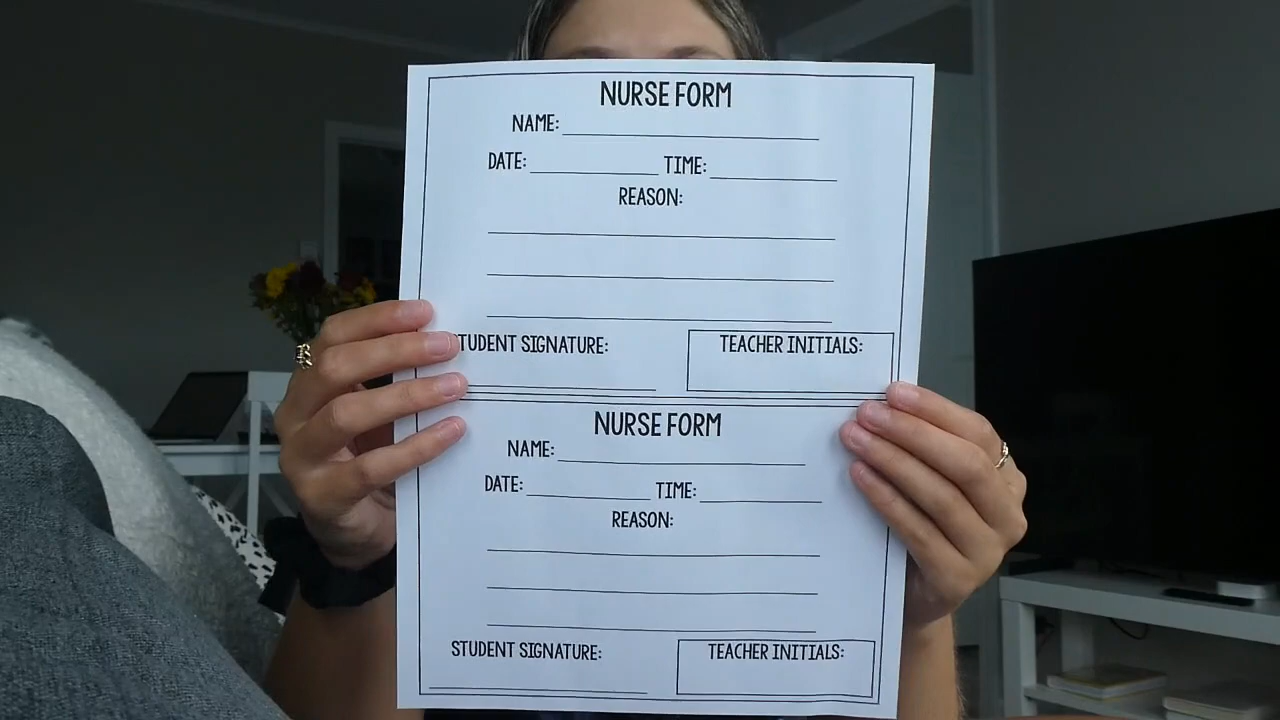 NURSE FORM
NAME:
DATE: TIME:
REASON:
STUDENT SIGNATURE: TEACHER INITIALS:
NURSE FORM
NAME:
DATE: TIME:
REASON:
STUDENT SIGNATURE: TEACHER INITIALS: